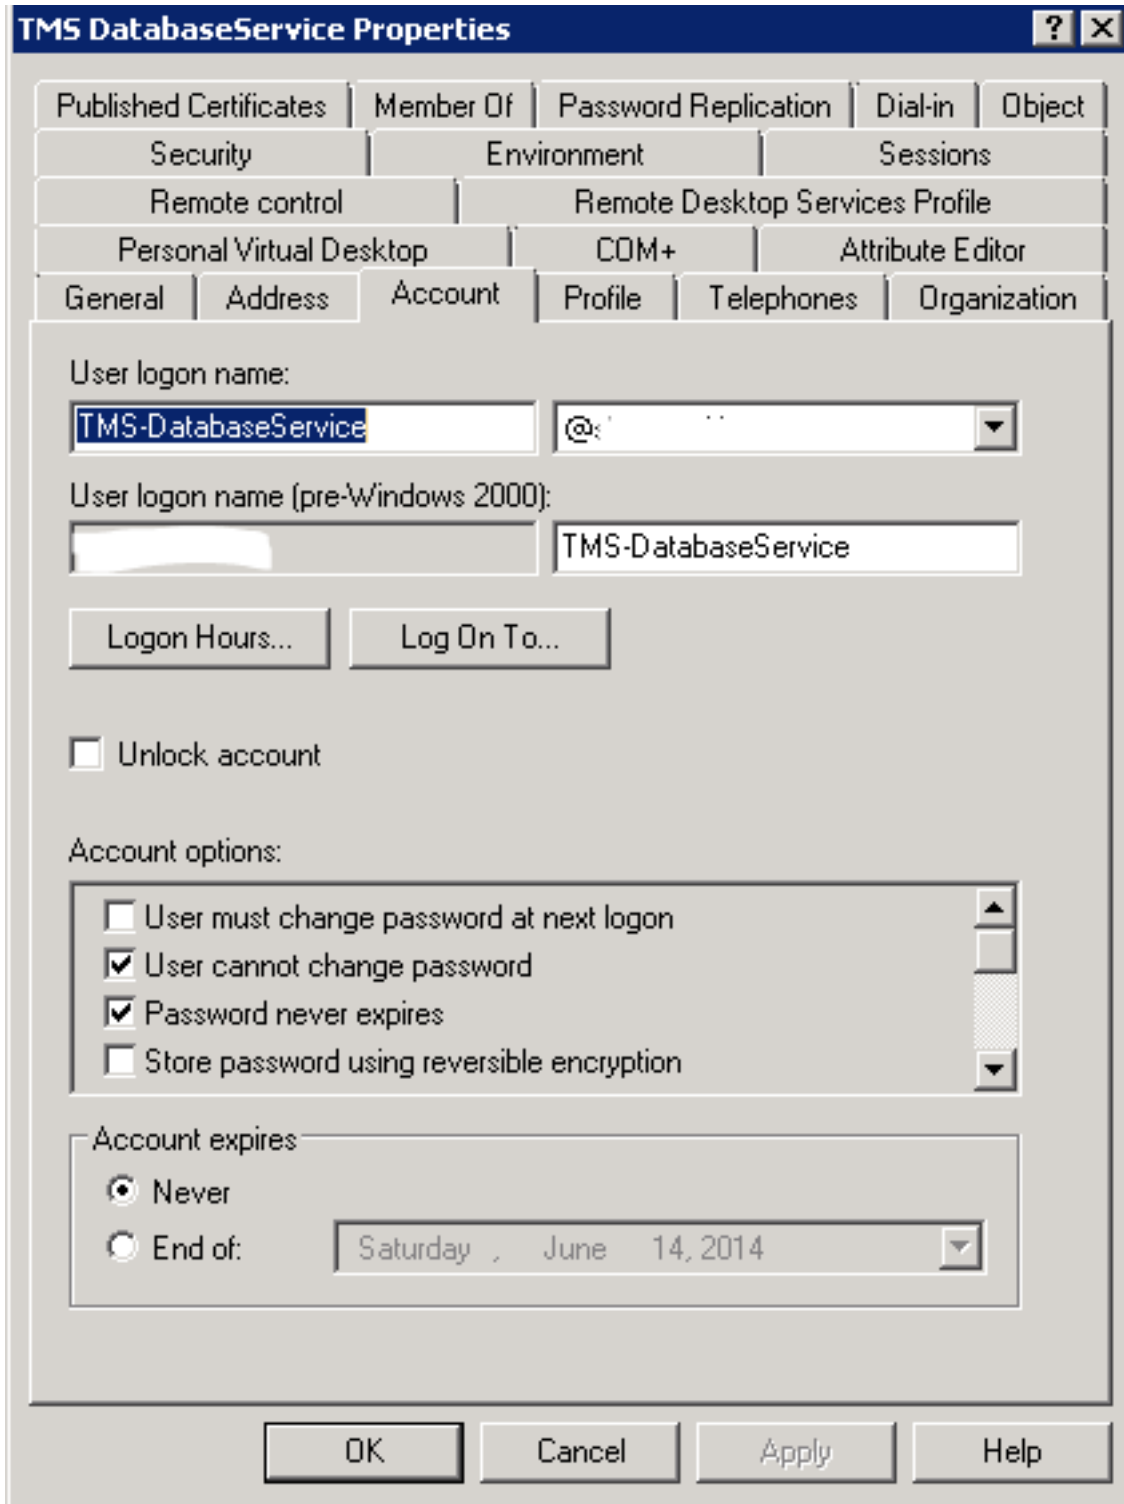 TMS DatabaseService Properties
Published Certificates Member Of Password Replication Dial-in Object
Security Environment Sessions
Remote control Remote Desktop Services Profile
Personal Virtual Desktop COM+ Attribute Editor
General Address Account Profile Telephones Organization
User logon name:
TMS-DatabaseService @
User logon name (pre-Windows 2000):
TMS-DatabaseService
Logon Hours... Log On To...
Unlock account
Account options:
User must change password at next logon
User cannot change password
Password never expires
Store password using reversible encryption
Account expires
Never
End of: Saturday , June 14, 2014
OK Cancel Apply Help